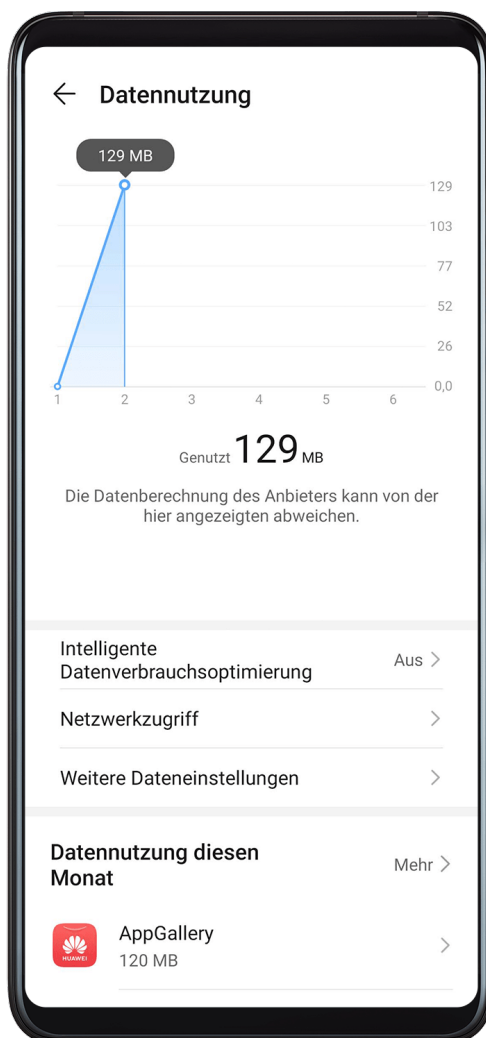 Datennutzung
129 MB
129
103
77
52
26
0,0
1 2 3 4 5 6
Genutzt 129 MB
Die Datenberechnung des Anbieters kann von der
hier angezeigten abweichen.
Intelligente
Datenverbrauchsoptimierung
Aus
Netzwerkzugriff
Weitere Dateneinstellungen
Datennutzung diesen
Monat
Mehr
HUAWEI
AppGallery
120 MB